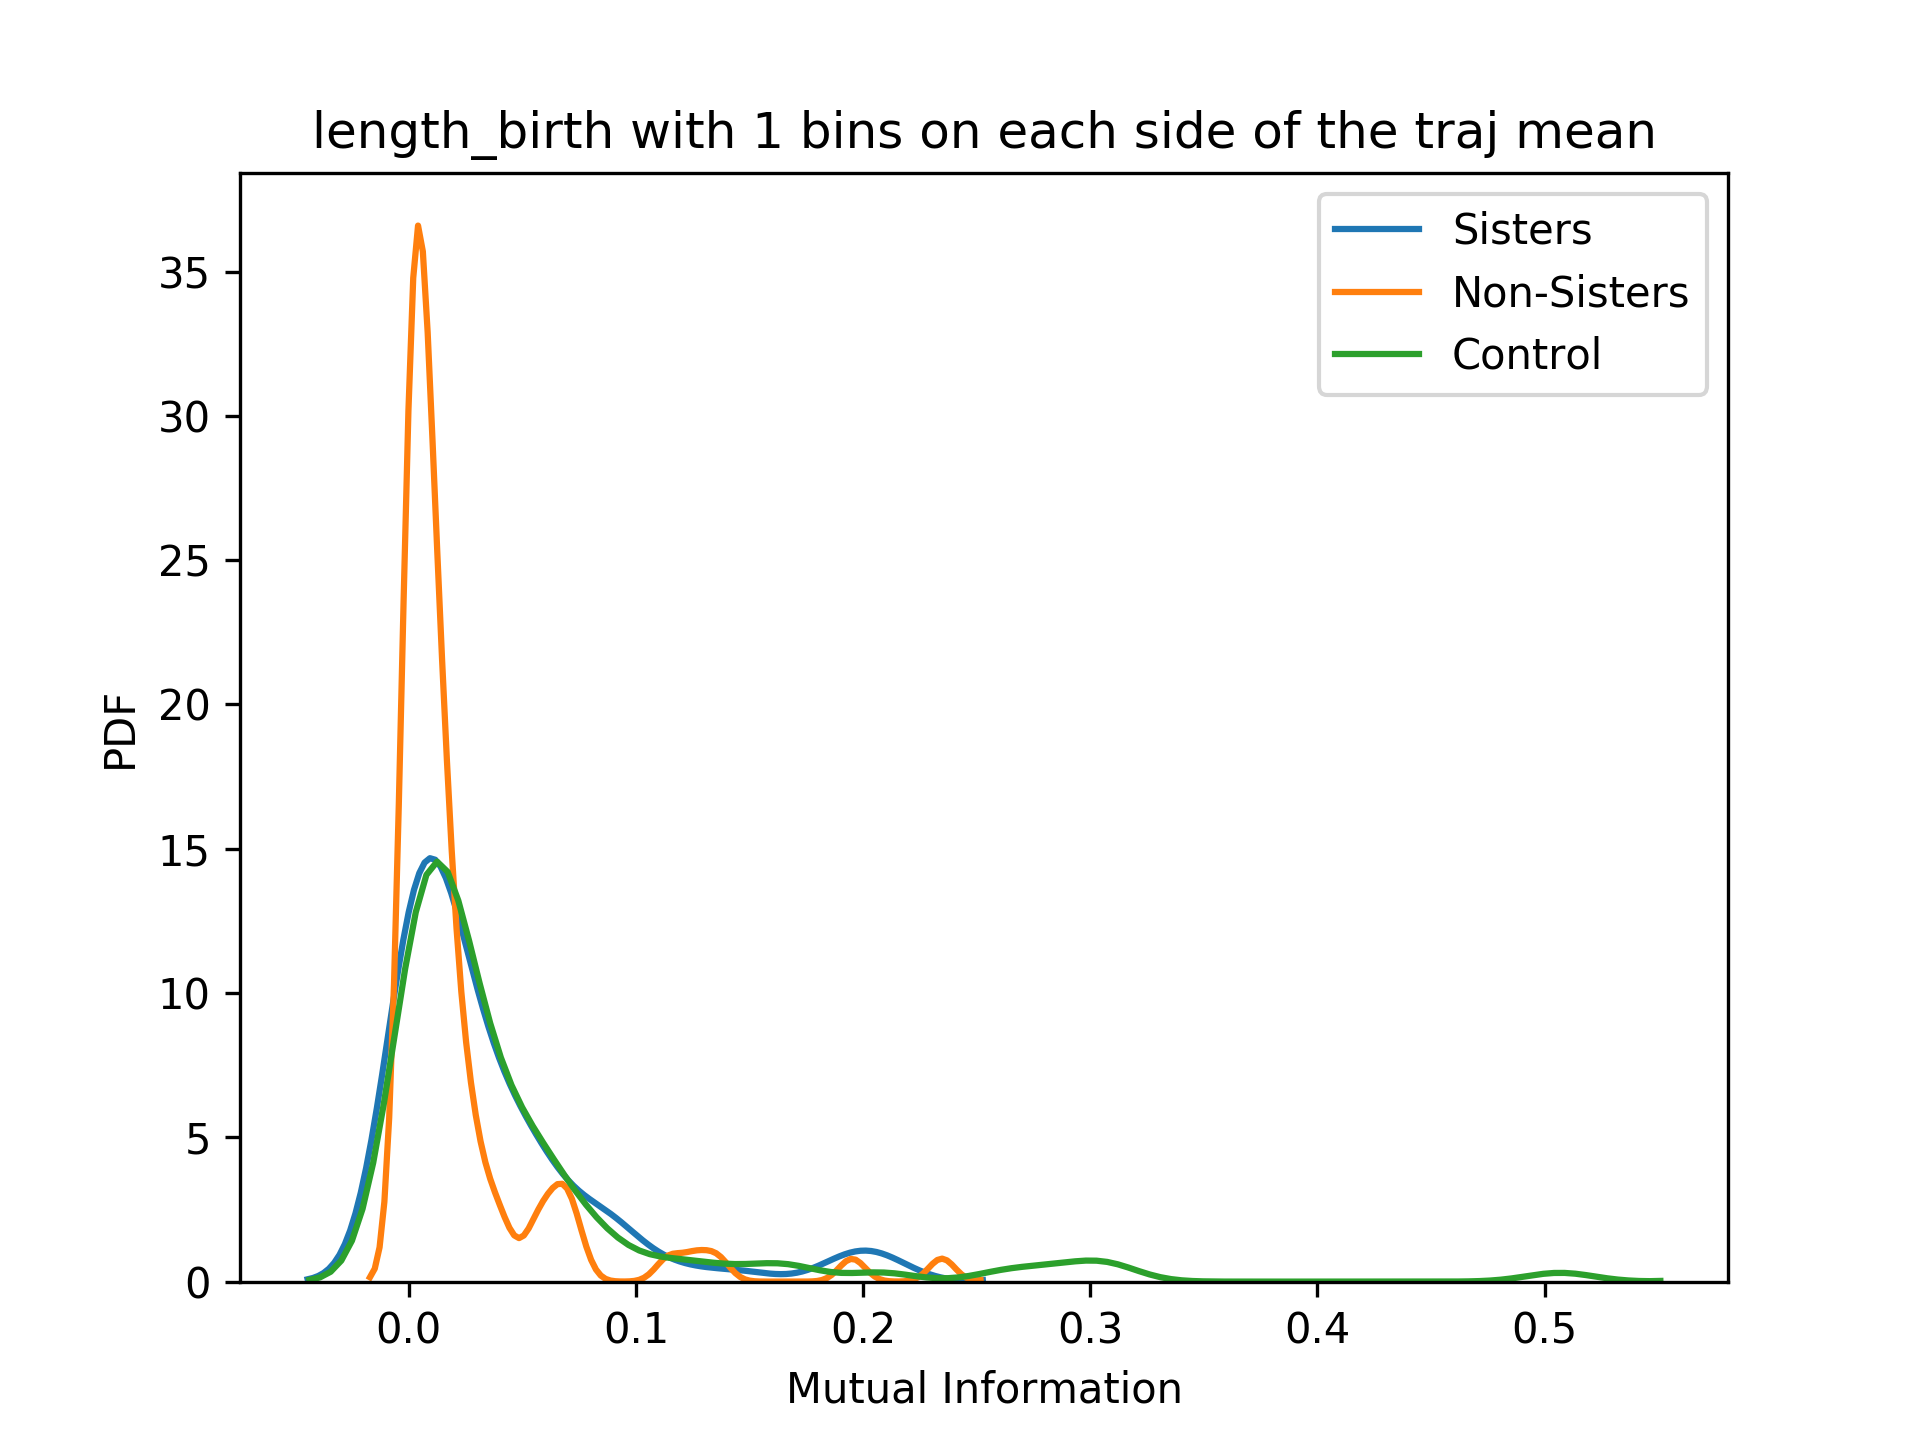 length_birth with 1 bins on each side of the traj mean
Sisters
Non-Sisters
Control
PDF
35
30
25
20
15
10
5
0
0.0 0.1 0.2 0.3 0.4 0.5
Mutual Information